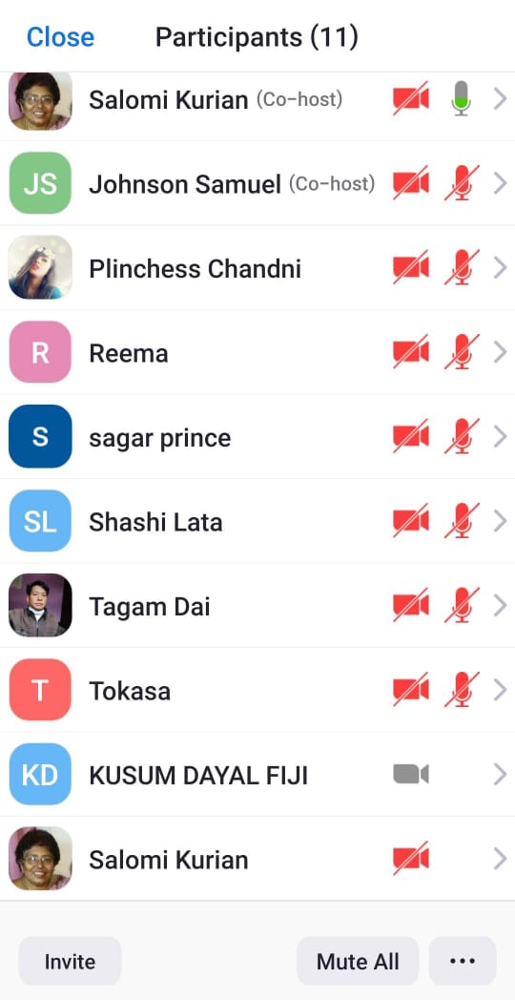 Close Participants (11)
Salomi Kurian (Co-host)
JS Johnson Samuel (Co-host)
Plinchess Chandni
R Reema
S sagar prince
SL Shashi Lata
Tagam Dai
T Tokasa
KD KUSUM DAYAL FIJI
Salomi Kurian
Invite Mute All ...